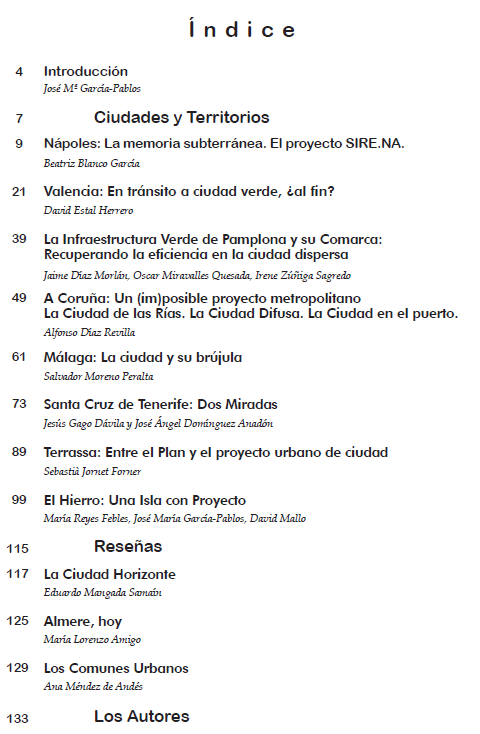 Índice
4 Introducción
José Mª García-Pablos
7 Ciudades y Territorios
9 Nápoles: La memoria subterránea. El proyecto SIRE.NA.
Beatriz Blanco García
21 Valencia: En tránsito a ciudad verde, ¿al fin?
David Estal Herrero
39 La Infraestructura Verde de Pamplona y su Comarca:
Recuperando la eficiencia en la ciudad dispersa
Jaime Díaz Morlán, Oscar Miravalles Quesada, Irene Zúñiga Sagredo
49 A Coruña: Un (im)posible proyecto metropolitano
La Ciudad de las Rías. La Ciudad Difusa. La Ciudad en el puerto.
Alfonso Díaz Revilla
61 Málaga: La ciudad y su brújula
Salvador Moreno Peralta
73 Santa Cruz de Tenerife: Dos Miradas
Jesús Gago Dávila y José Ángel Domínguez Anadón
89 Terrassa: Entre el Plan y el proyecto urbano de ciudad
Sebastià Jornet Forner
99 El Hierro: Una Isla con Proyecto
María Reyes Febles, José María García-Pablos, David Mallo
115 Reseñas
117 La Ciudad Horizonte
Eduardo Mangada Samaín
125 Almere, hoy
María Lorenzo Amigo
129 Los Comunes Urbanos
Ana Méndez de Andés
133 Los Autores